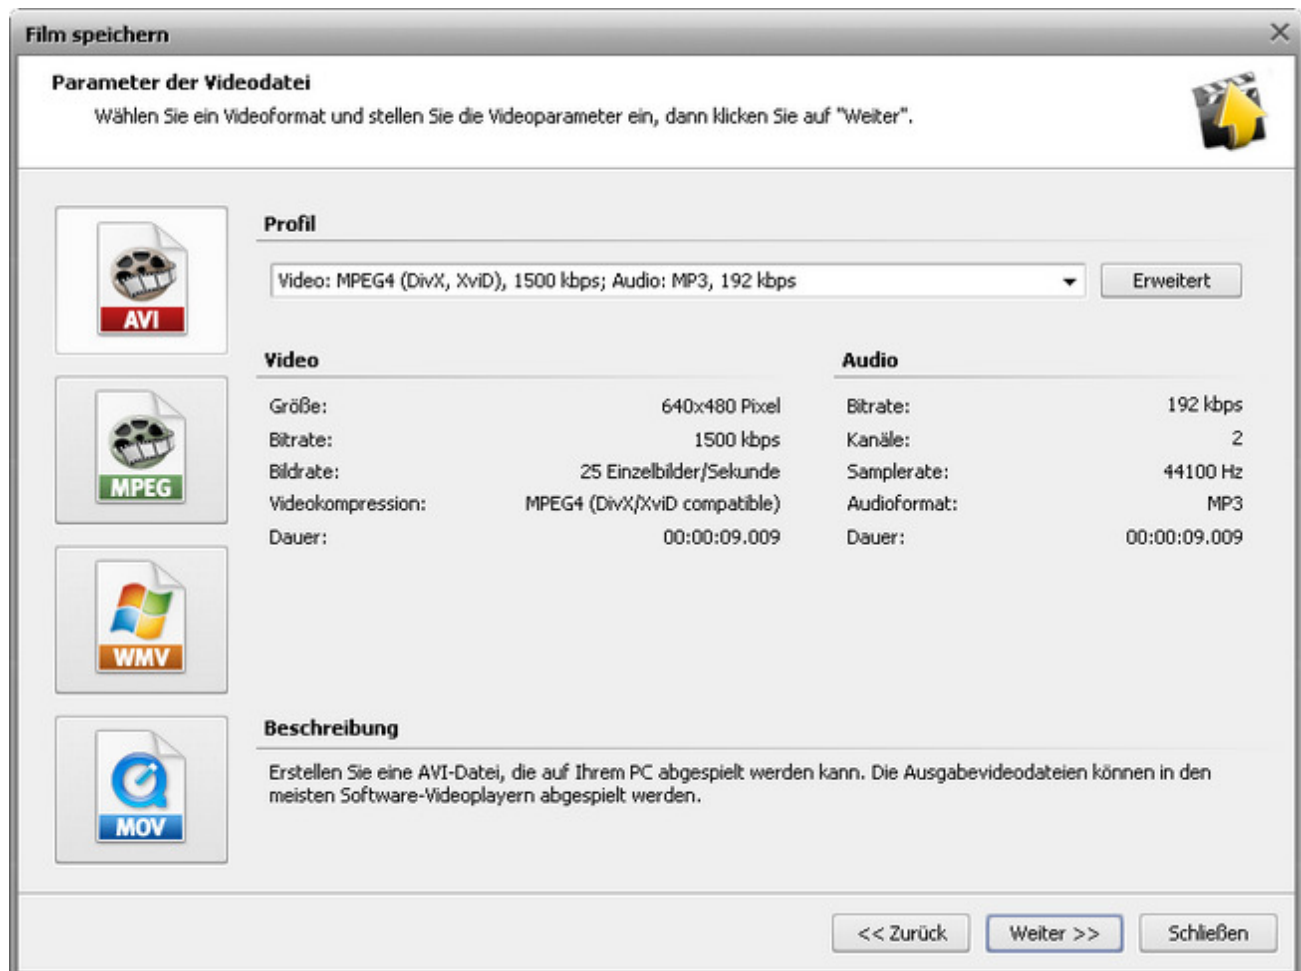 Film speichern
Parameter der Videodatei
Wählen Sie ein Videoformat und stellen Sie die Videoparameter ein, dann klicken Sie auf "Weiter".
AVI
MPEG
WMV
MOV
Profil
Video: MPEG4 (DivX, XviD), 1500 kbps; Audio: MP3, 192 kbps
Erweitert
Video
Größe: 640x480 Pixel
Bitrate: 1500 kbps
Bildrate: 25 Einzelbilder/Sekunde
Videokompression: MPEG4 (DivX/XviD compatible)
Dauer: 00:00:09.009
Audio
Bitrate: 192 kbps
Kanäle: 2
Samplerate: 44100 Hz
Audioformat: MP3
Dauer: 00:00:09.009
Beschreibung
Erstellen Sie eine AVI-Datei, die auf Ihrem PC abgespielt werden kann. Die Ausgabevideodateien können in den
meisten Software-Videoplayern abgespielt werden.
<< Zurück
Weiter >>
Schließen